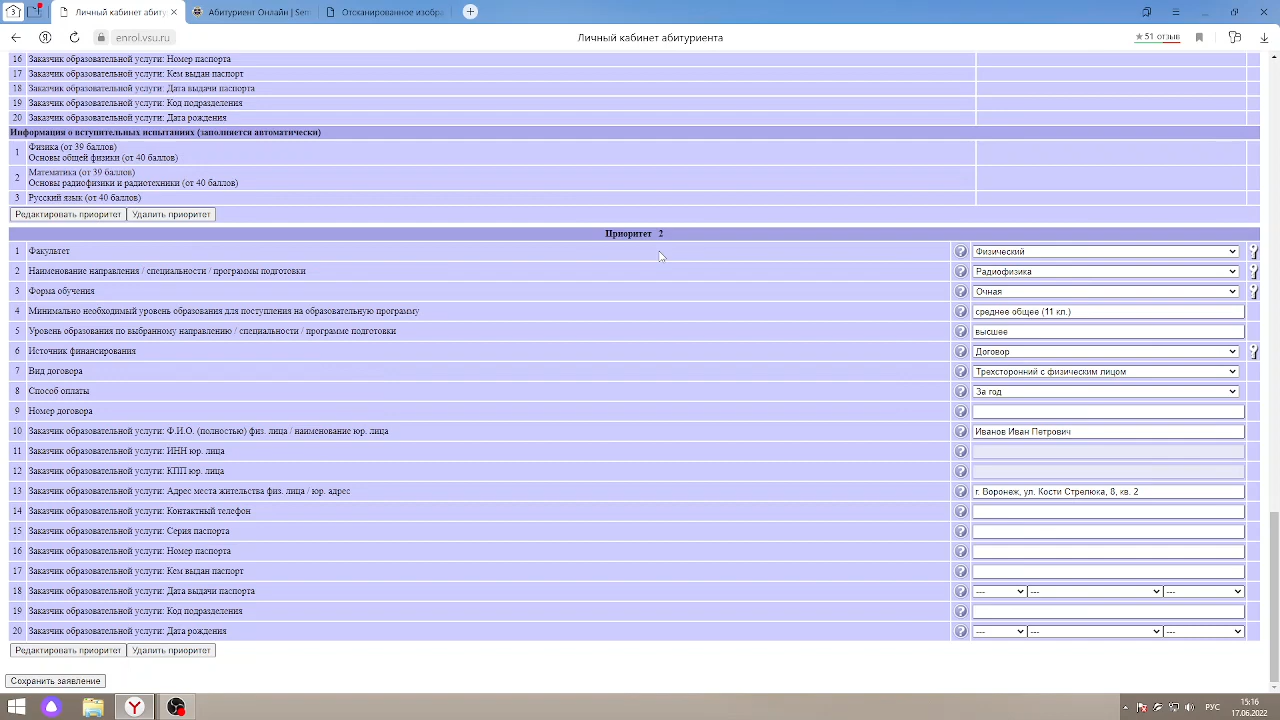 3
Личный кабинет абиту
Абитуриент Онлайн | Sem
Отсканированное изобра
enrol.vsu.ru
Личный кабинет абитуриента
★51 отзыв
16 Заказчик образовательной услуги: Номер паспорта
17 Заказчик образовательной услуги: Кем выдан паспорт
18 Заказчик образовательной услуги: Дата выдачи паспорта
19 Заказчик образовательной услуги: Код подразделения
20 Заказчик образовательной услуги: Дата рождения
Информация о вступительных испытаниях (заполняется автоматически)
1 Физика (от 39 баллов)
Основы общей физики (от 40 баллов)
2 Математика (от 39 баллов)
Основы радиофизики и радиотехники (от 40 баллов)
3 Русский язык (от 40 баллов)
Редактировать приоритет Удалить приоритет
Приоритет 2
1 Факультет ? Физический
2 Наименование направления / специальности / программы подготовки ? Радиофизика
3 Форма обучения ? Очная
4 Минимально необходимый уровень образования для поступления на образовательную программу ? среднее общее (11 кл.)
5 Уровень образования по выбранному направлению / специальности / программе подготовки ? высшее
6 Источник финансирования ? Договор
7 Вид договора ? Трехсторонний с физическим лицом
8 Способ оплаты ? За год
9 Номер договора ?
10 Заказчик образовательной услуги: Ф.И.О. (полностью) физ. лица / наименование юр. лица ? Иванов Иван Петрович
11 Заказчик образовательной услуги: ИНН юр. лица ?
12 Заказчик образовательной услуги: КПП юр. лица ?
13 Заказчик образовательной услуги: Адрес места жительства физ. лица / юр. адрес ? г. Воронеж, ул. Кости Стрелюка, 8, кв. 2
14 Заказчик образовательной услуги: Контактный телефон ?
15 Заказчик образовательной услуги: Серия паспорта ?
16 Заказчик образовательной услуги: Номер паспорта ?
17 Заказчик образовательной услуги: Кем выдан паспорт ?
18 Заказчик образовательной услуги: Дата выдачи паспорта ? --- --- ---
19 Заказчик образовательной услуги: Код подразделения ?
20 Заказчик образовательной услуги: Дата рождения ? --- --- ---
Редактировать приоритет Удалить приоритет
Сохранить заявление
РУС
15:16
17.06.2022